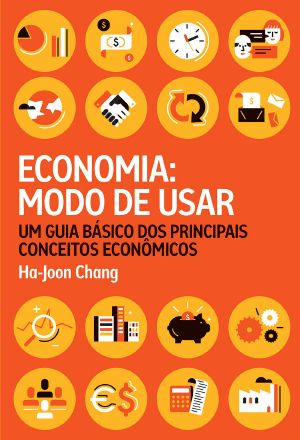 ECONOMIA:
MODO DE USAR
UM GUIA BÁSICO DOS PRINCIPAIS
CONCEITOS ECONÔMICOS
Ha-Joon Chang